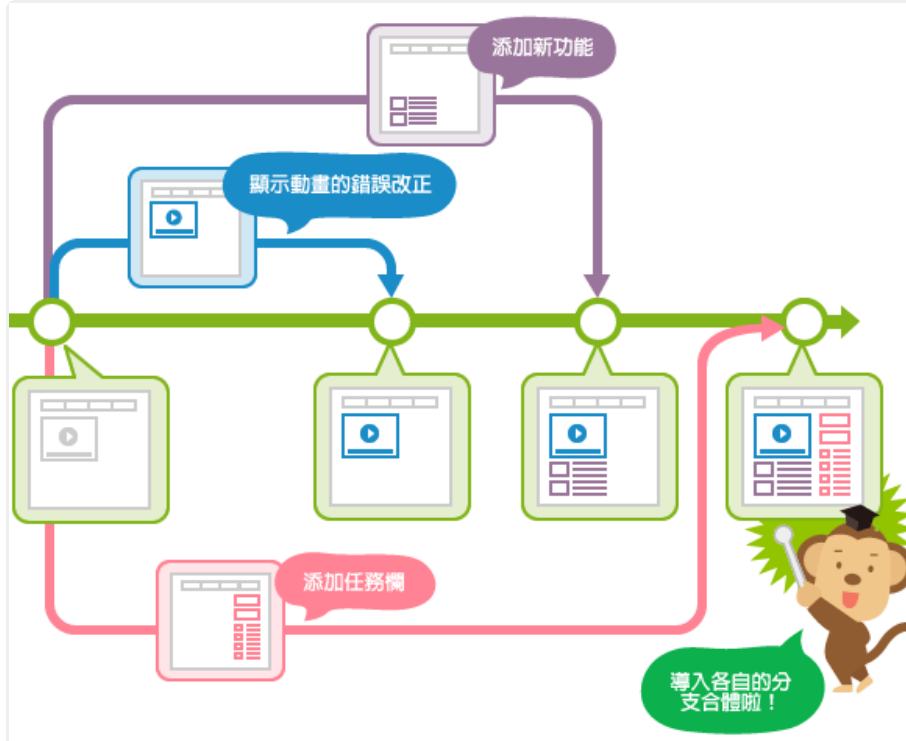 添加新功能
顯示動畫的錯誤改正
添加任務欄
導入各自的分
支合體啦！